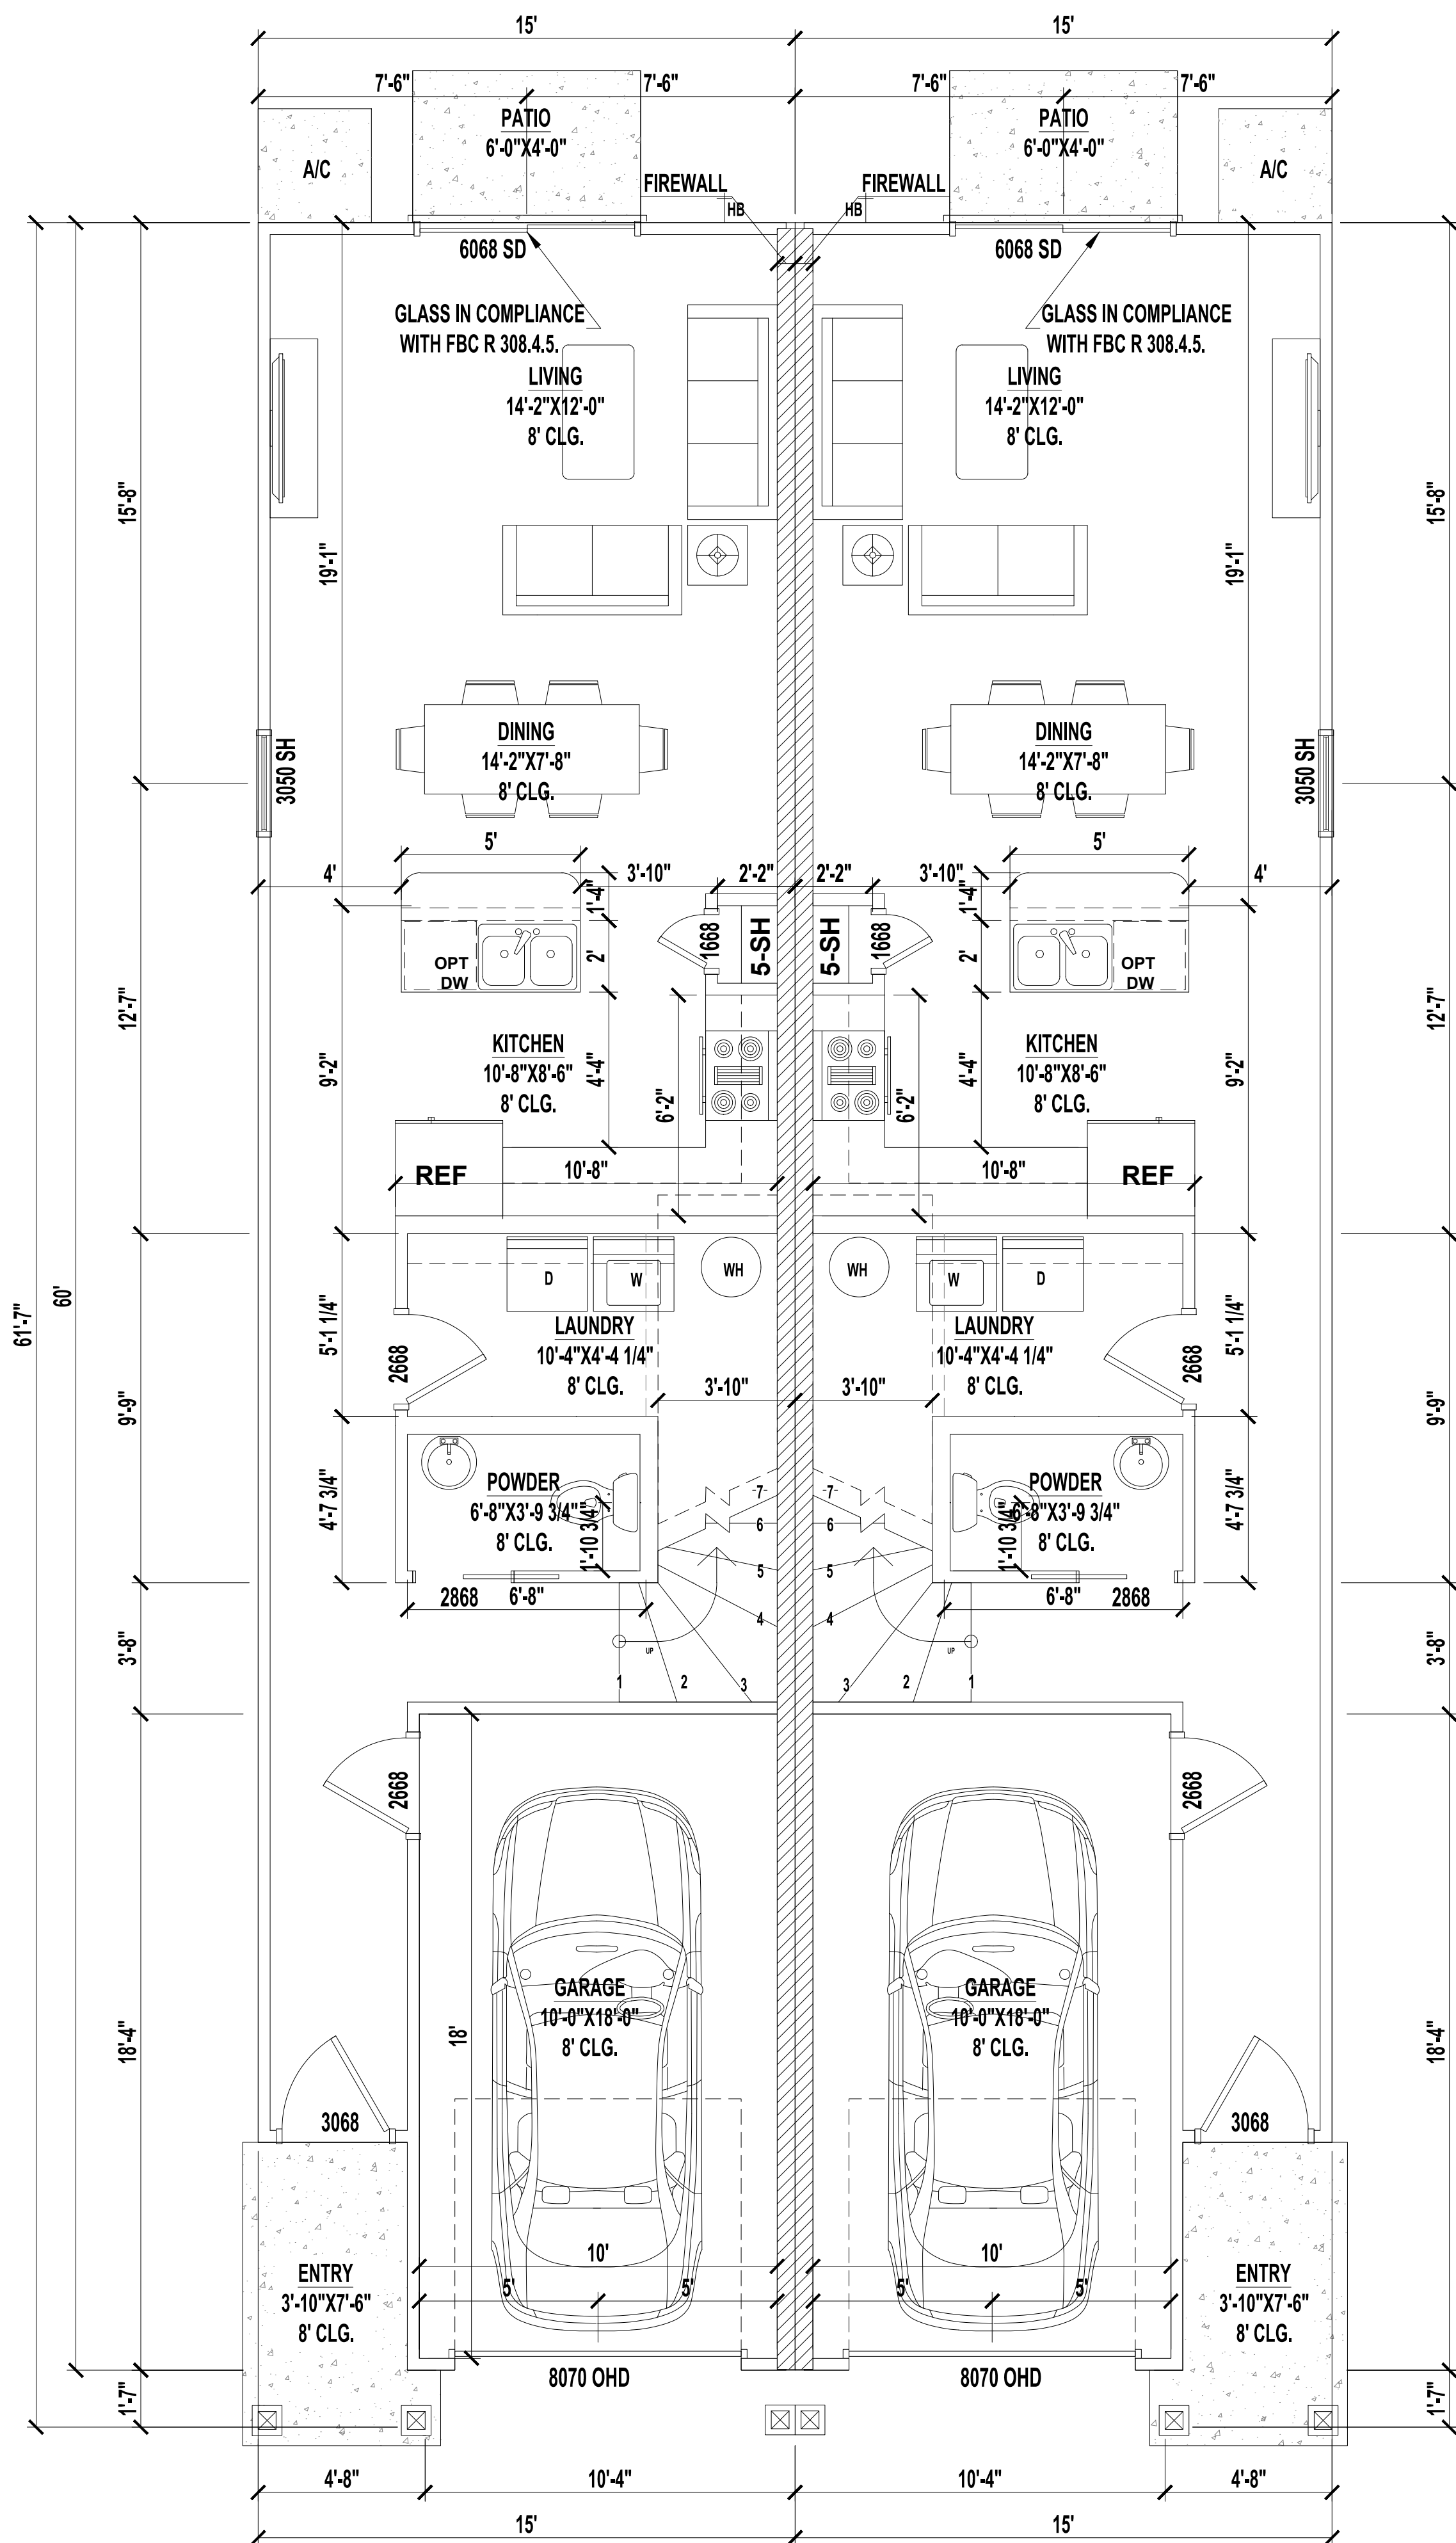 15' 15'
7'-6" 7'-6" 7'-6" 7'-6"
PATIO PATIO
6'-0"X4'-0" 6'-0"X4'-0"
A/C A/C
FIREWALL FIREWALL
HB HB
6068 SD 6068 SD
GLASS IN COMPLIANCE GLASS IN COMPLIANCE
WITH FBC R 308.4.5. WITH FBC R 308.4.5.
LIVING LIVING
14'-2"X12'-0" 14'-2"X12'-0"
8' CLG. 8' CLG.
15'-8" 15'-8"
19'-1" 19'-1"
DINING DINING
14'-2"X7'-8" 14'-2"X7'-8"
8' CLG. 8' CLG.
3050 SH 3050 SH
5' 5'
4' 3'-10" 2'-2" 2'-2" 3'-10" 4'
1'-4" 1'-4"
1668 5-SH 5-SH 1668
2' 2'
OPT OPT
DW DW
12'-7" 12'-7"
KITCHEN KITCHEN
10'-8"X8'-6" 10'-8"X8'-6"
8' CLG. 8' CLG.
9'-2" 4'-4" 4'-4" 9'-2"
6'-2" 6'-2"
REF 10'-8" 10'-8" REF
D W WH WH W D
60'
61'-7"
5'-1 1/4" 5'-1 1/4"
LAUNDRY LAUNDRY
10'-4"X4'-4 1/4" 10'-4"X4'-4 1/4"
8' CLG. 8' CLG.
2668 2668
3'-10" 3'-10"
9'-9" 9'-9"
4'-7 3/4" 4'-7 3/4"
POWDER POWDER
6'-8"X3'-9 3/4" 6'-8"X3'-9 3/4"
8' CLG. 8' CLG.
1'-10 3/4" 1'-10 3/4"
7 7
6 6
5 5
4 4
2868 6'-8" 6'-8" 2868
3'-8" 3'-8"
UP UP
1 2 3 3 2 1
2668 2668
GARAGE GARAGE
10'-0"X18'-0" 10'-0"X18'-0"
8' CLG. 8' CLG.
18'-4" 18' 18'-4"
3068 3068
10' 10'
5' 5' 5' 5'
ENTRY ENTRY
3'-10"X7'-6" 3'-10"X7'-6"
8' CLG. 8' CLG.
8070 OHD 8070 OHD
1'-7" 1'-7"
4'-8" 10'-4" 10'-4" 4'-8"
15' 15'